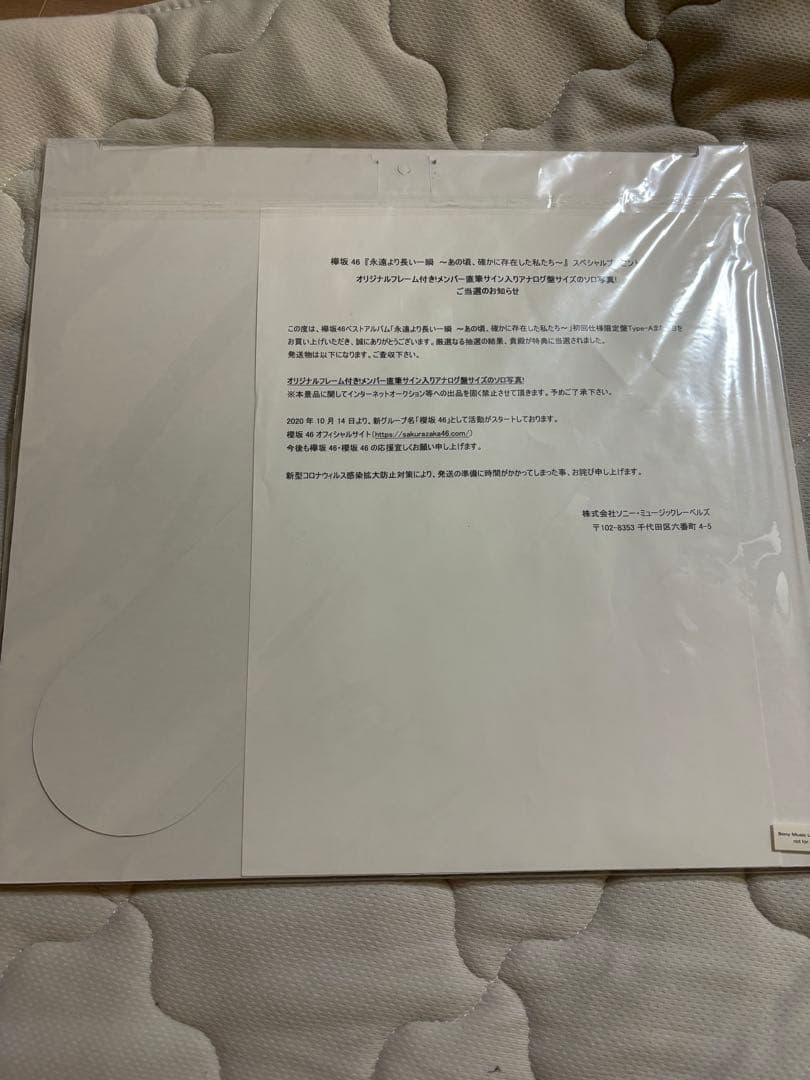 欅坂 46『永遠より長い一瞬 ～あの頃、確かに存在した私たち～』スペシャルプ
オリジナルフレーム付き!メンバー直筆サイン入りアナログ盤サイズのソロ写真!
ご当選のお知らせ
この度は、欅坂46ベストアルバム「永遠より長い一瞬 ～あの頃、確かに存在した私たち～」初回仕様限定盤Type-Aまた
お買い上げいただき、誠にありがとうございます。厳選なる抽選の結果、貴殿が特典に当選されました。
発送物は以下になります。ご査収下さい。
オリジナルフレーム付き!メンバー直筆サイン入りアナログ盤サイズのソロ写真!
※本景品に関してインターネットオークション等への出品を固く禁止させて頂きます。予めご了承下さい。
2020 年 10 月 14 日より、新グループ名「櫻坂 46」として活動がスタートしております。
櫻坂 46 オフィシャルサイト(https://sakurazaka46.com/)
今後も欅坂 46・櫻坂 46 の応援宜しくお願い申し上げます。
新型コロナウィルス感染拡大防止対策により、発送の準備に時間がかかってしまった事、お詫び申し上げます。
株式会社ソニー・ミュージックレーベルズ
〒102-8353 千代田区六番町 4-5
Sony Music
not for